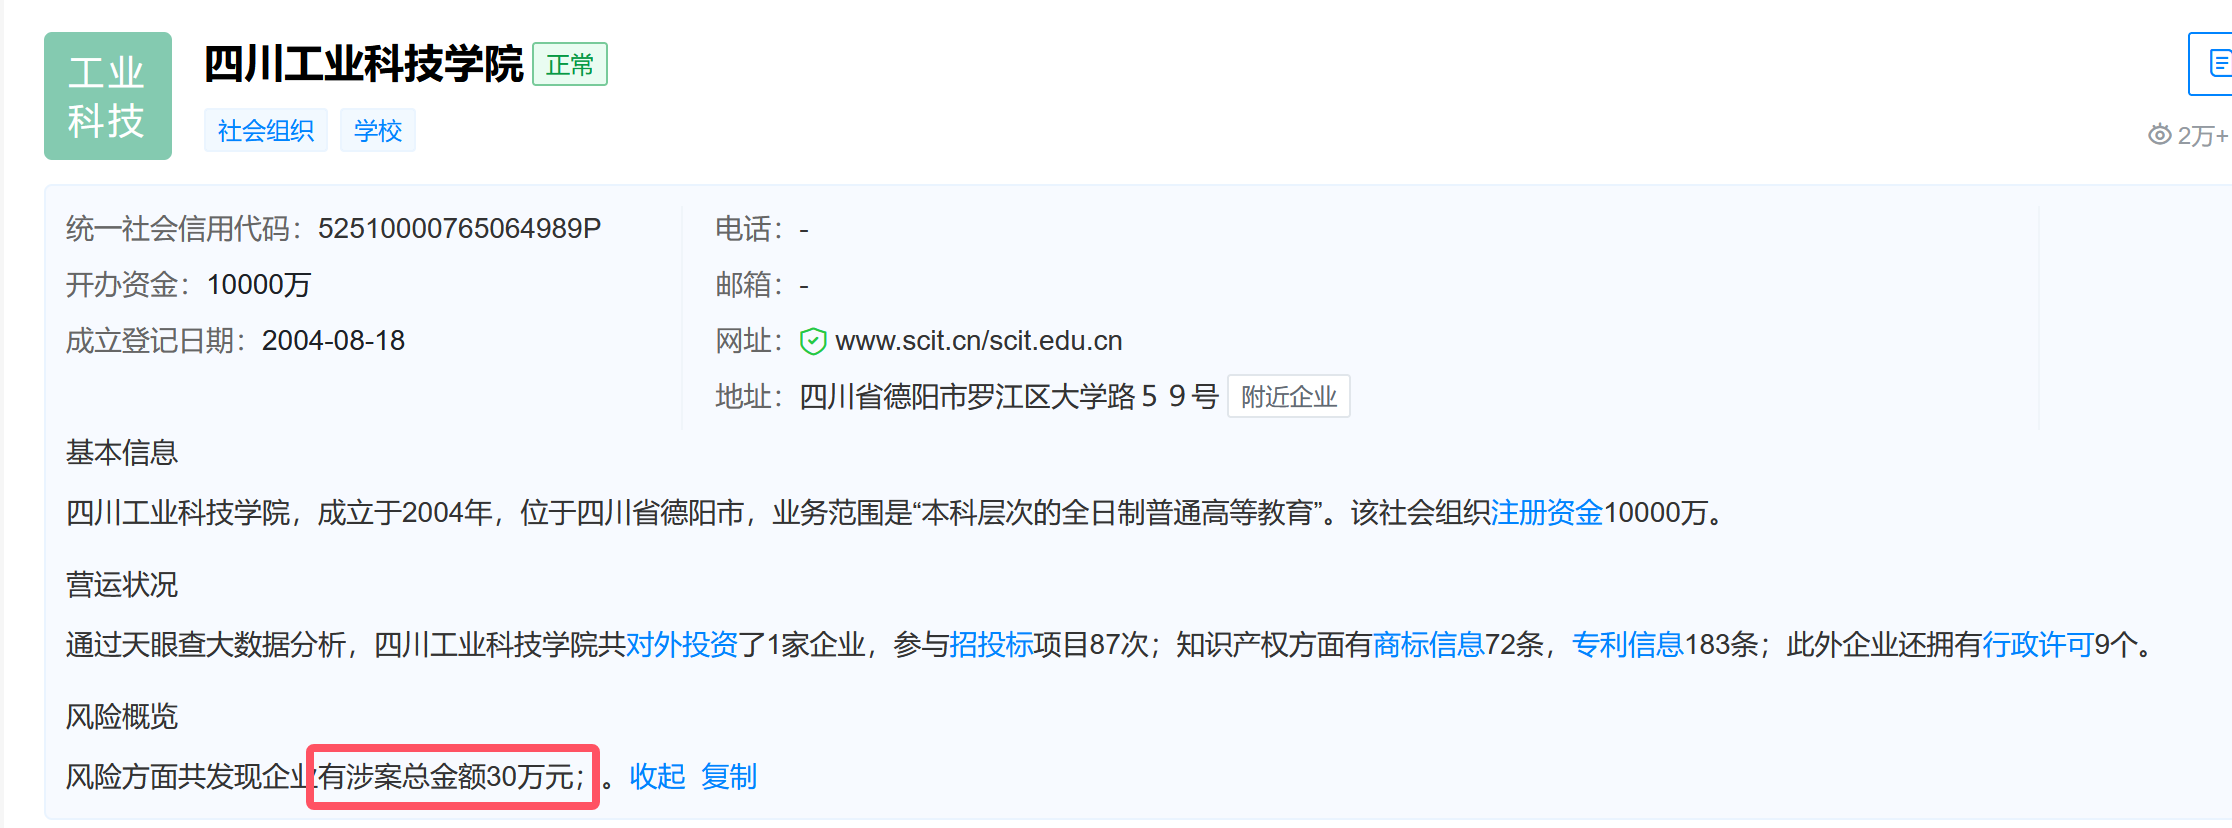 工业
科技
四川工业科技学院 正常
社会组织 学校
2万+
统一社会信用代码：52510000765064989P
电话：-
开办资金：10000万
邮箱：-
成立登记日期：2004-08-18
网址：www.scit.cn/scit.edu.cn
地址：四川省德阳市罗江区大学路５９号 附近企业
基本信息
四川工业科技学院，成立于2004年，位于四川省德阳市，业务范围是“本科层次的全日制普通高等教育”。该社会组织注册资金10000万。
营运状况
通过天眼查大数据分析，四川工业科技学院共对外投资了1家企业，参与招投标项目87次；知识产权方面有商标信息72条，专利信息183条；此外企业还拥有行政许可9个。
风险概览
风险方面共发现企业有涉案总金额30万元；。收起 复制